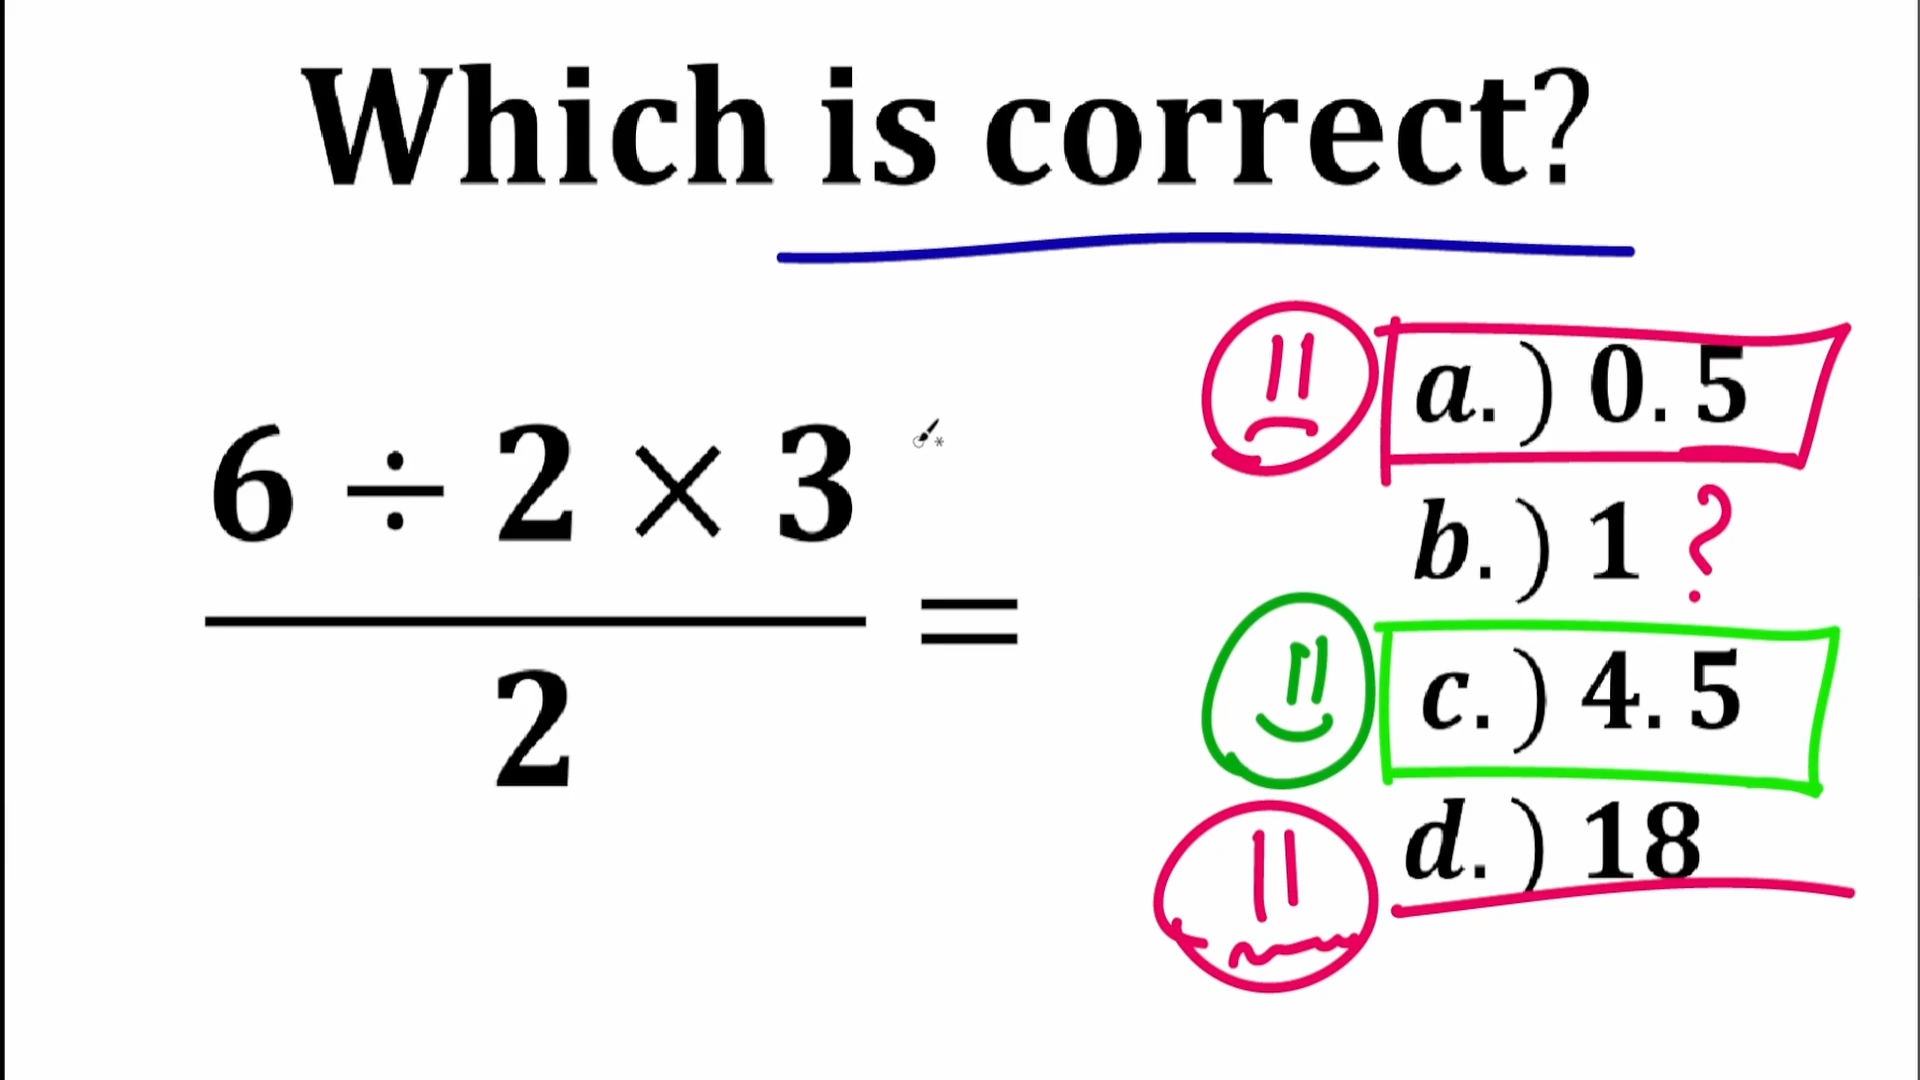 Which is correct?
6 ÷ 2 × 3
2
=
a.) 0.5
b.) 1 ?
c.) 4.5
d.) 18